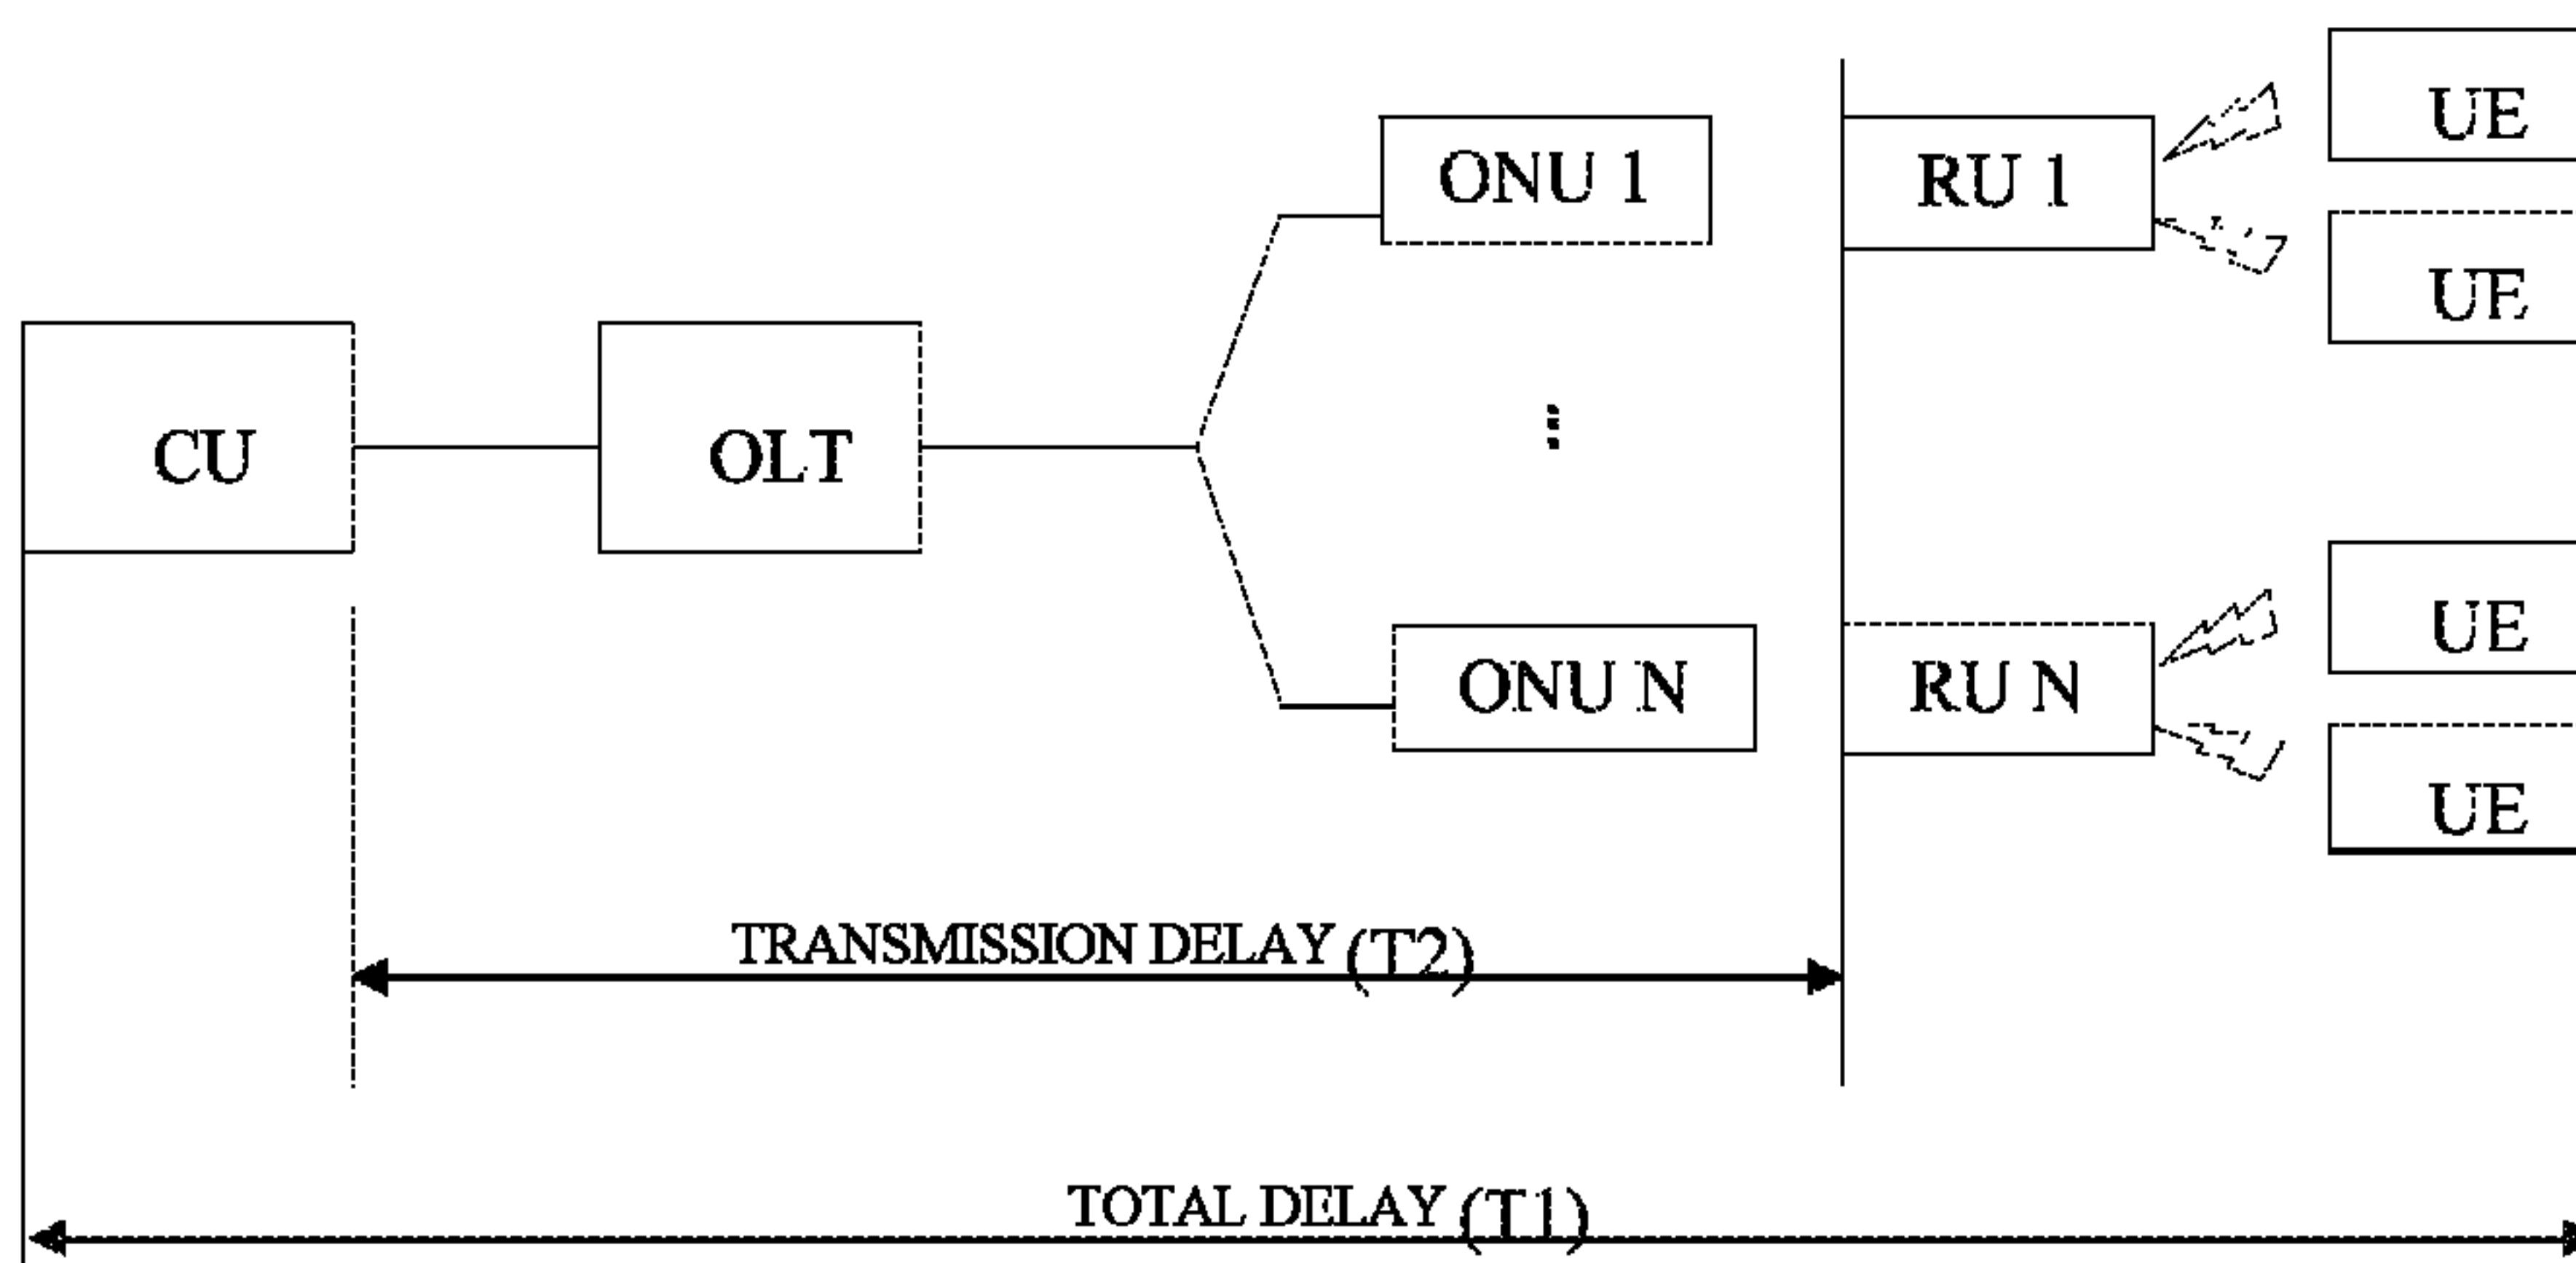 UE
ONU 1
RU 1
UE
CU
OLT
⋮
UE
ONU N
RU N
UE
TRANSMISSION DELAY (T2)
TOTAL DELAY (T1)